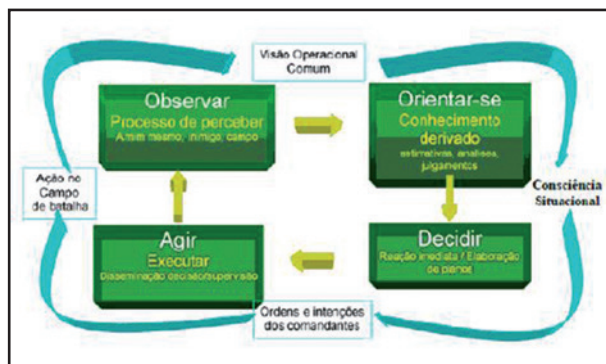 Visão Operacional
Comum
Observar
Processo de perceber
A mim mesmo, inimigo, campo
Orientar-se
Conhecimento
derivado
estimativas, analises,
julgamentos
Ação no
Campo
de batalha
Consciência
Situacional
Agir
Executar
Disseminação decisão/supervisão
Decidir
Reação imediata / Elaboração
de planos
Ordens e intenções
dos comandantes